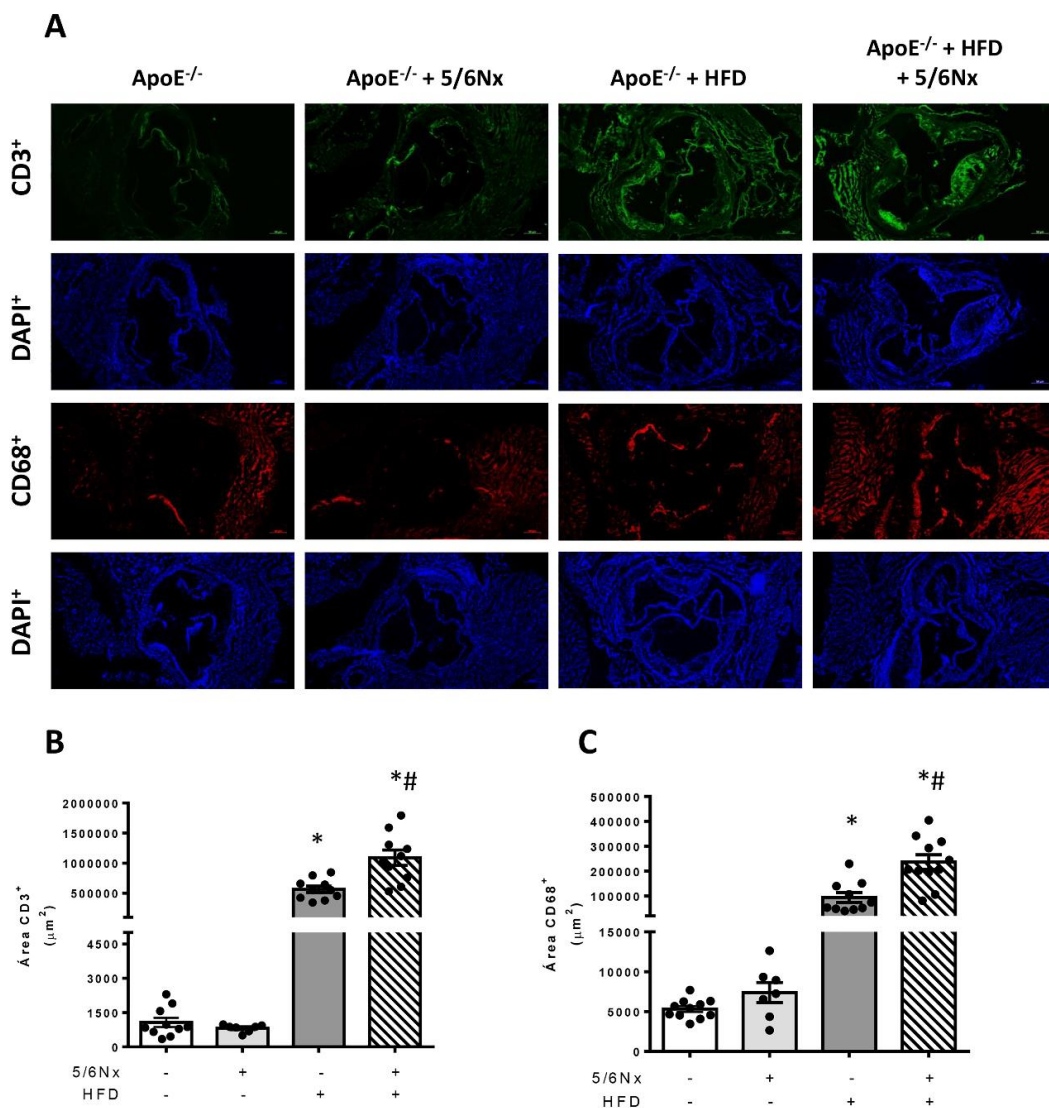 A
ApoE-/-
ApoE-/- + 5/6Nx
ApoE-/- + HFD
ApoE-/- + HFD
+ 5/6Nx
CD3+
DAPI+
CD68+
DAPI+
B
*
*#
2000000
1500000
1000000
500000
4500
3000
1500
0
Área CD3+
(μm2)
5/6Nx - + - +
HFD - - + +
C
*
*#
500000
400000
300000
200000
100000
15000
10000
5000
0
Área CD68+
(μm2)
5/6Nx - + - +
HFD - - + +